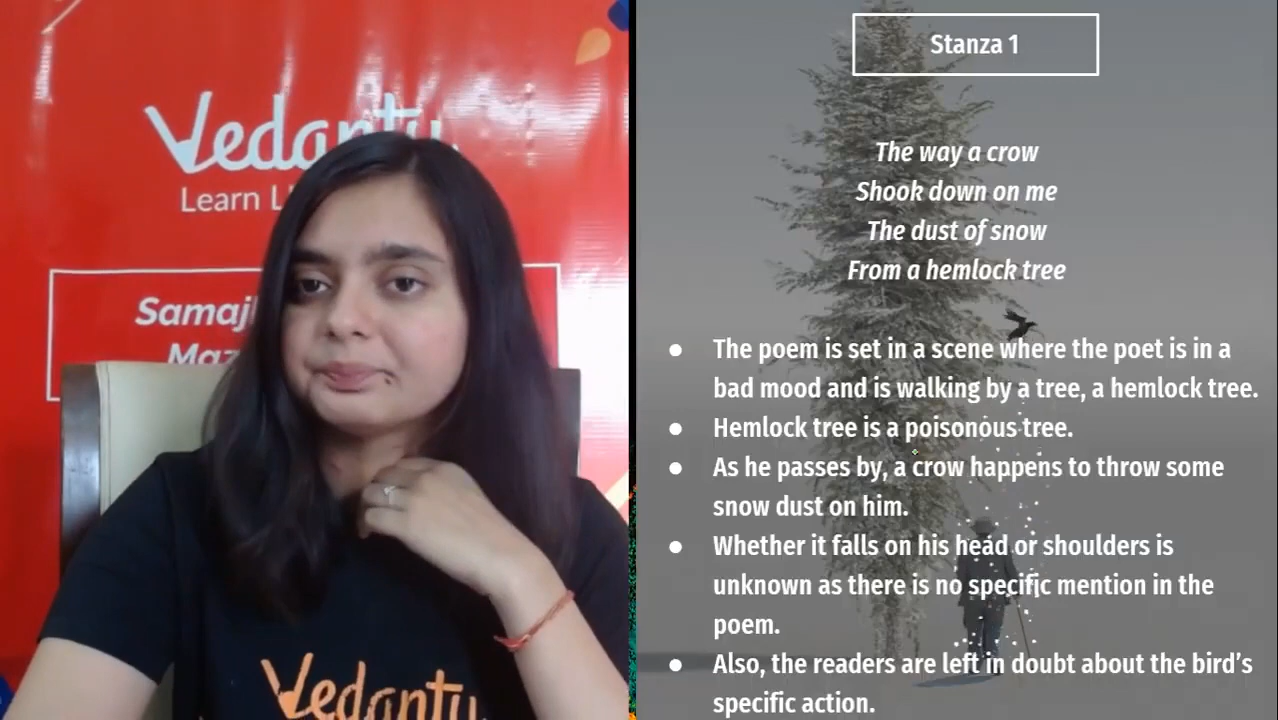 Vedantu
Learn
Stanza 1
The way a crow
Shook down on me
The dust of snow
From a hemlock tree
● The poem is set in a scene where the poet is in a
bad mood and is walking by a tree, a hemlock tree.
● Hemlock tree is a poisonous tree.
● As he passes by, a crow happens to throw some
snow dust on him.
● Whether it falls on his head or shoulders is
unknown as there is no specific mention in the
poem.
● Also, the readers are left in doubt about the bird's
specific action.
Vedantu